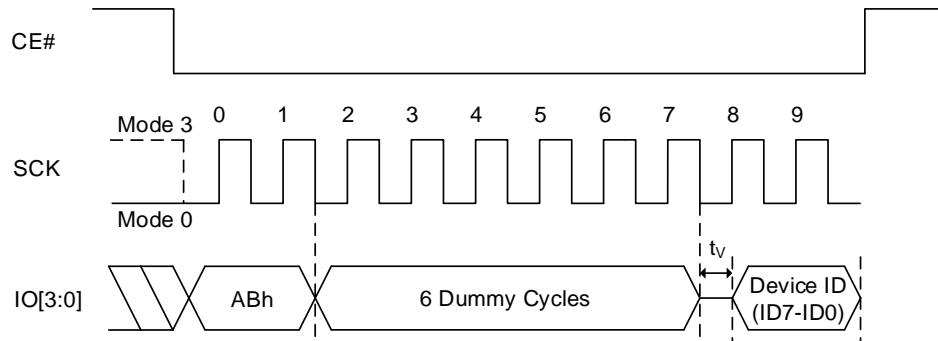 CE#
Mode 3 0 1 2 3 4 5 6 7 8 9
SCK
Mode 0
tV
IO[3:0] ABh 6 Dummy Cycles Device ID
(ID7-ID0)